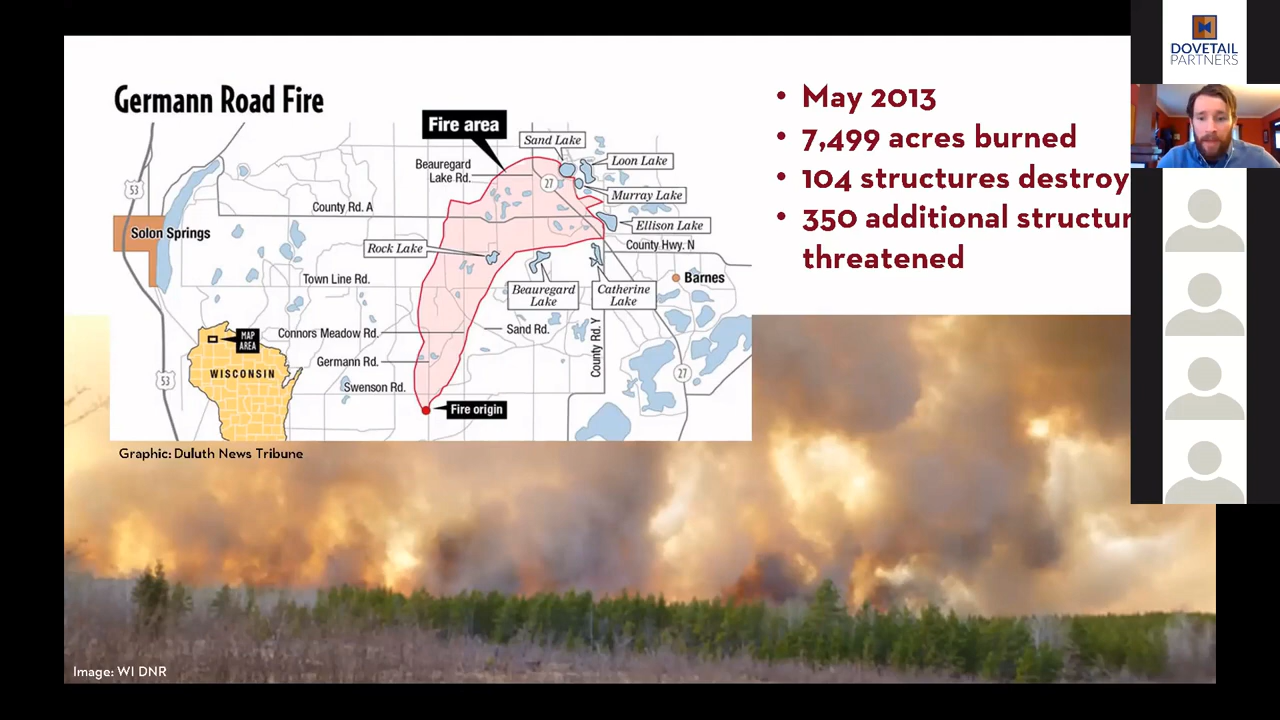 Germann Road Fire
Fire area
Sand Lake
Loon Lake
Beauregard
Lake Rd.
27
Murray Lake
53
County Rd. A
Ellison Lake
Solon Springs
Rock Lake
County Hwy. N
Town Line Rd.
Barnes
Beauregard
Lake
Catherine
Lake
Connors Meadow Rd.
Sand Rd.
MAP
AREA
County Rd. Y
Germann Rd.
WISCONSIN
27
53
Swenson Rd.
Fire origin
Graphic: Duluth News Tribune
• May 2013
• 7,499 acres burned
• 104 structures destroy
• 350 additional structur
threatened
DOVETAIL
PARTNERS
Image: WI DNR